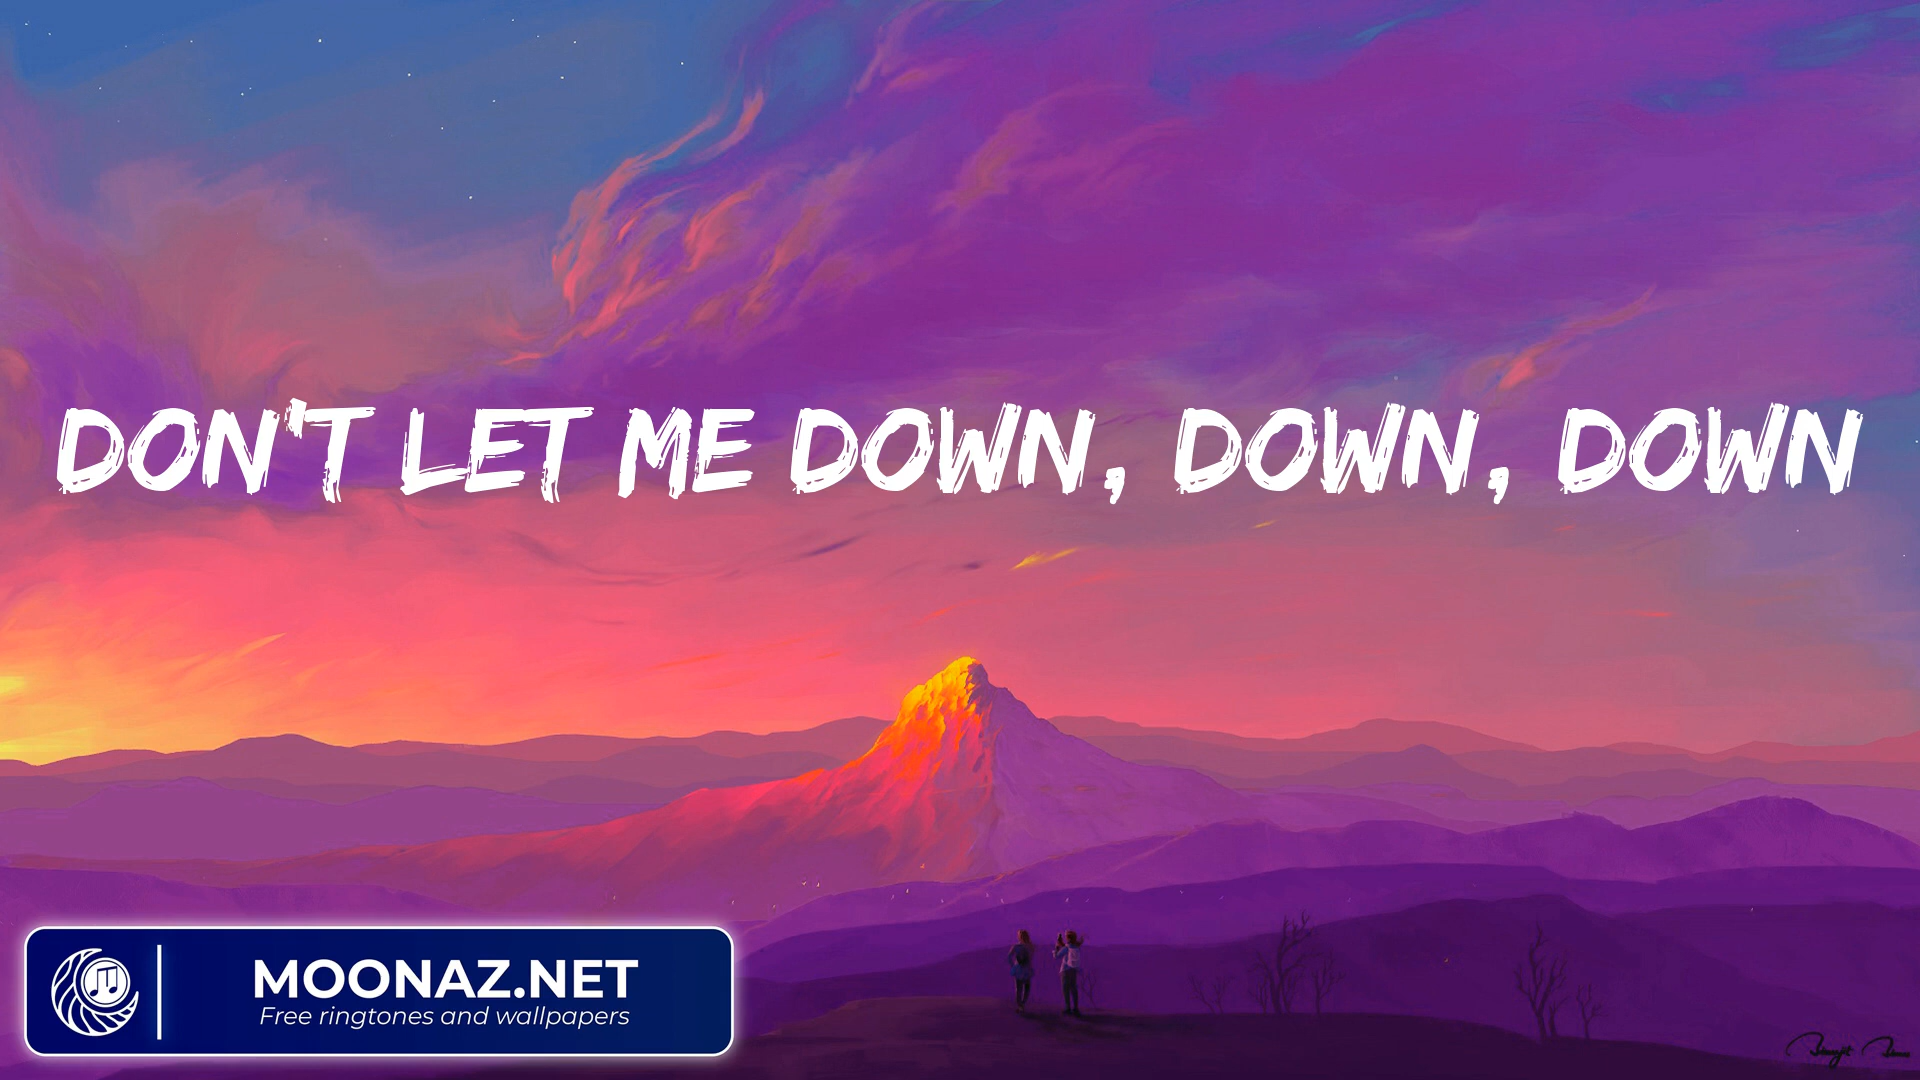 DON'T LET ME DOWN, DOWN, DOWN
MOONAZ.NET
Free ringtones and wallpapers